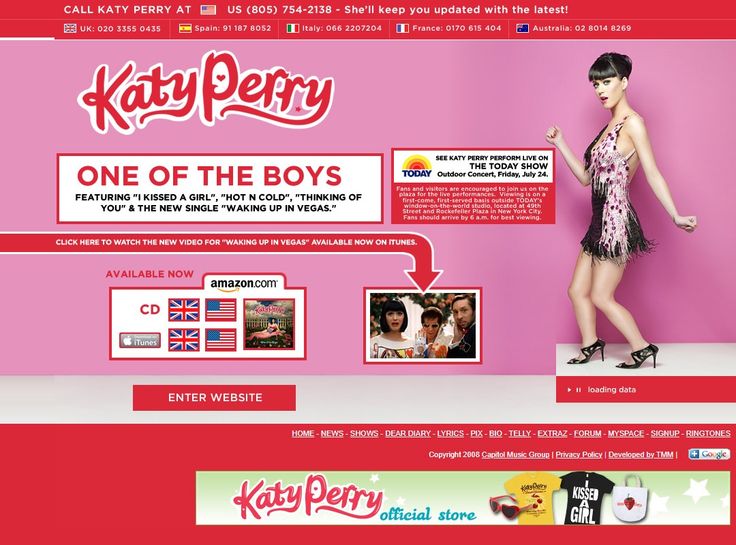 CALL KATY PERRY AT US (805) 754-2138 - She'll keep you updated with the latest!
UK: 020 3355 0435 Spain: 91 187 8052 Italy: 066 2207204 France: 0170 615 404 Australia: 02 8014 8269
Katy Perry
ONE OF THE BOYS
FEATURING "I KISSED A GIRL", "HOT N COLD", "THINKING OF
YOU" & THE NEW SINGLE "WAKING UP IN VEGAS."
TODAY
SEE KATY PERRY PERFORM LIVE ON
THE TODAY SHOW
Outdoor Concert, Friday, July 24.
Fans and visitors are encouraged to join us on the
plaza for the live performances. Viewing is on a
first-come, first-served basis outside TODAY's
window-on-the-world studio, located at 49th
Street and Rockefeller Plaza in New York City.
Fans should arrive by 6 a.m. for best viewing.
CLICK HERE TO WATCH THE NEW VIDEO FOR "WAKING UP IN VEGAS" AVAILABLE NOW ON ITUNES.
AVAILABLE NOW
amazon.com
CD
Katy Perry
iTunes
loading data
ENTER WEBSITE
HOME - NEWS - SHOWS - DEAR DIARY - LYRICS - PIX - BIO - TELLY - EXTRAZ - FORUM - MYSPACE - SIGNUP - RINGTONES
Copyright 2008 Capitol Music Group | Privacy Policy | Developed by TMM |
Google
Katy Perry official store
Katy Perry
I KISSED A GIRL